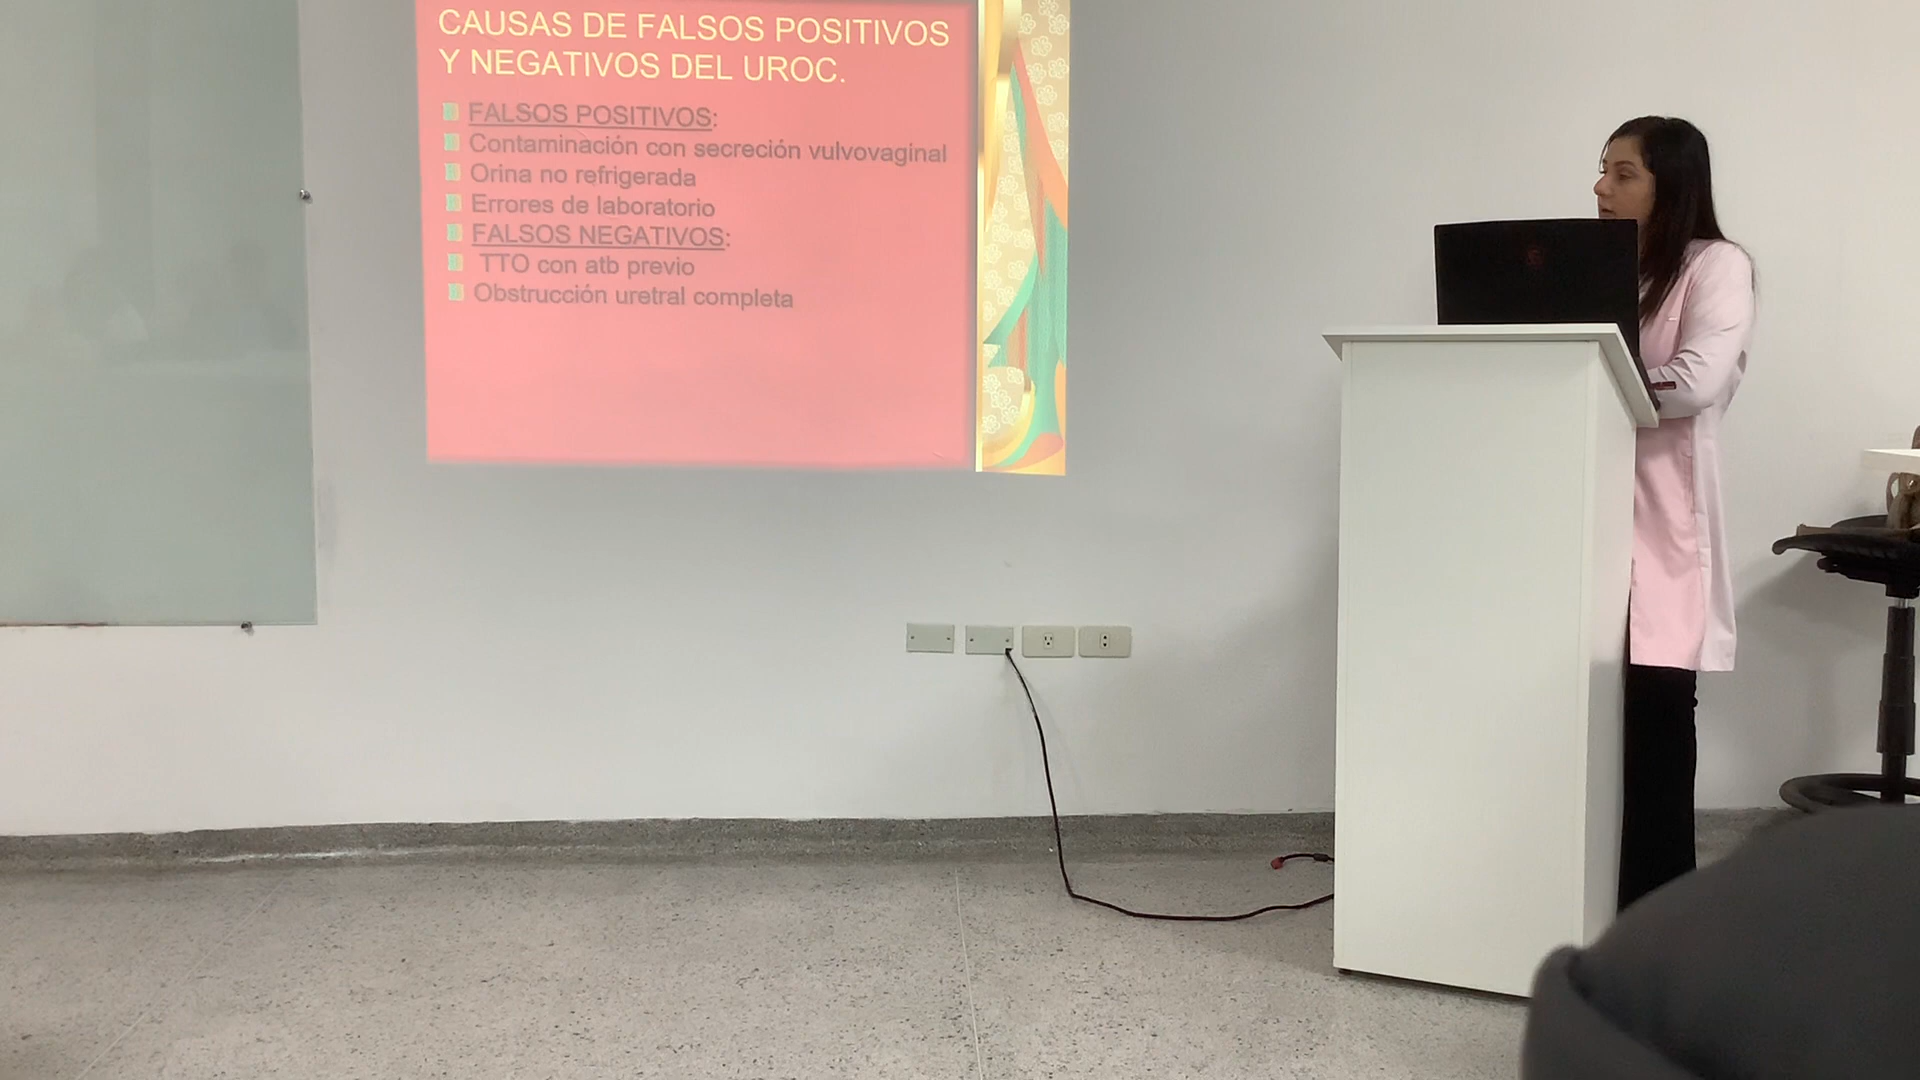 CAUSAS DE FALSOS POSITIVOS
Y NEGATIVOS DEL UROC.
FALSOS POSITIVOS:
Contaminación con secreción vulvovaginal
Orina no refrigerada
Errores de laboratorio
FALSOS NEGATIVOS:
TTO con atb previo
Obstrucción uretral completa